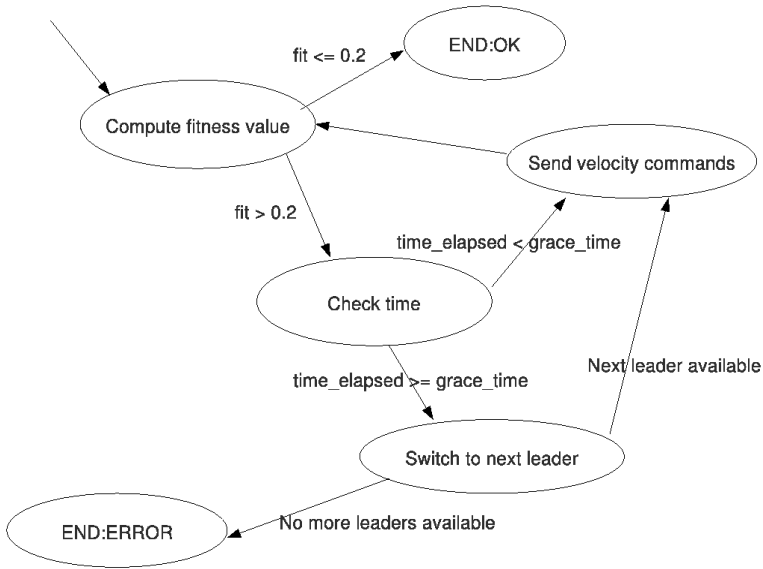 END:OK
fit <= 0.2
Compute fitness value
Send velocity commands
fit > 0.2
time_elapsed < grace_time
Check time
Next leader available
time_elapsed >= grace_time
Switch to next leader
No more leaders available
END:ERROR